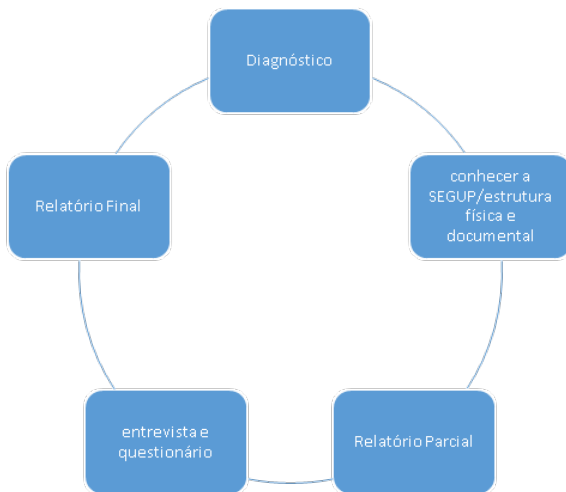 Diagnóstico
conhecer a
SEGUP/estrutura
física e
documental
Relatório Parcial
entrevista e
questionário
Relatório Final